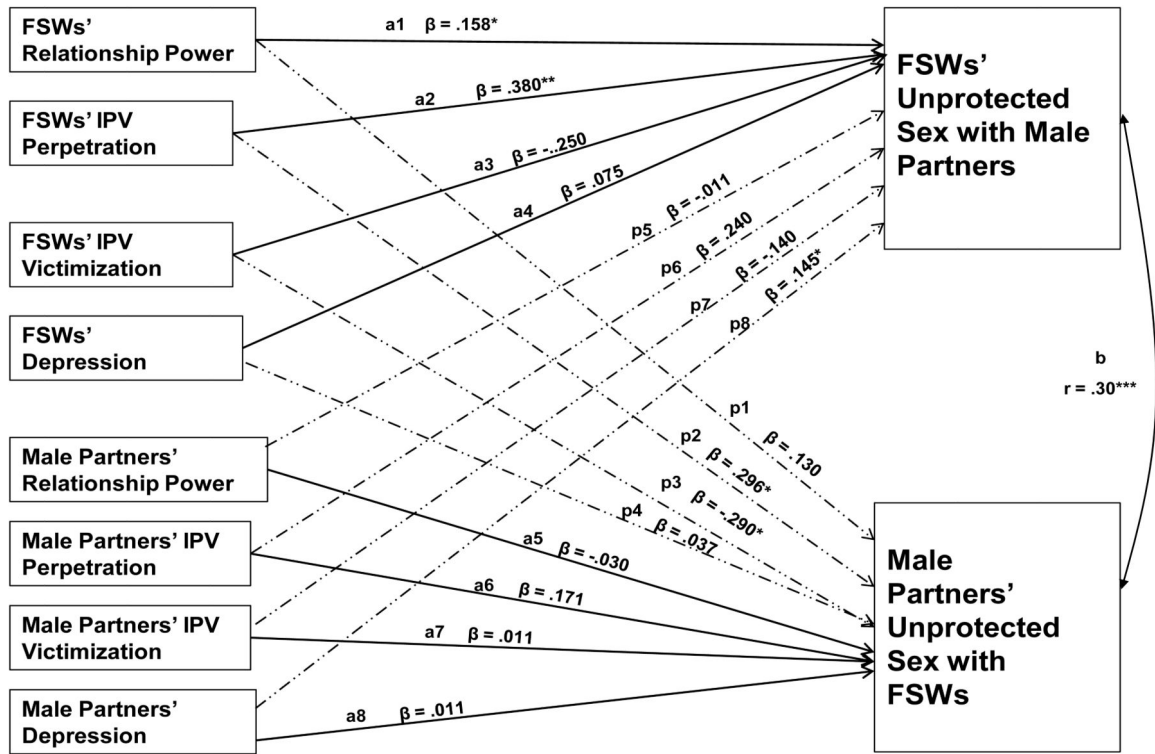 FSWs’
Relationship Power
FSWs’ IPV
Perpetration
FSWs’ IPV
Victimization
FSWs’
Depression
Male Partners’
Relationship Power
Male Partners’ IPV
Perpetration
Male Partners’ IPV
Victimization
Male Partners’
Depression
a1 β = .158*
a2 β = .380**
a3 β = -.250
a4 β = .075
p5 β = -.011
p6 β = .240
p7 β = -.140
p8 β = .145*
p1 β = .130
p2 β = .296*
p3 β = -.290*
p4 β = .037
a5 β = -.030
a6 β = .171
a7 β = .011
a8 β = .011
FSWs’
Unprotected
Sex with Male
Partners
b
r = .30***
Male
Partners’
Unprotected
Sex with
FSWs